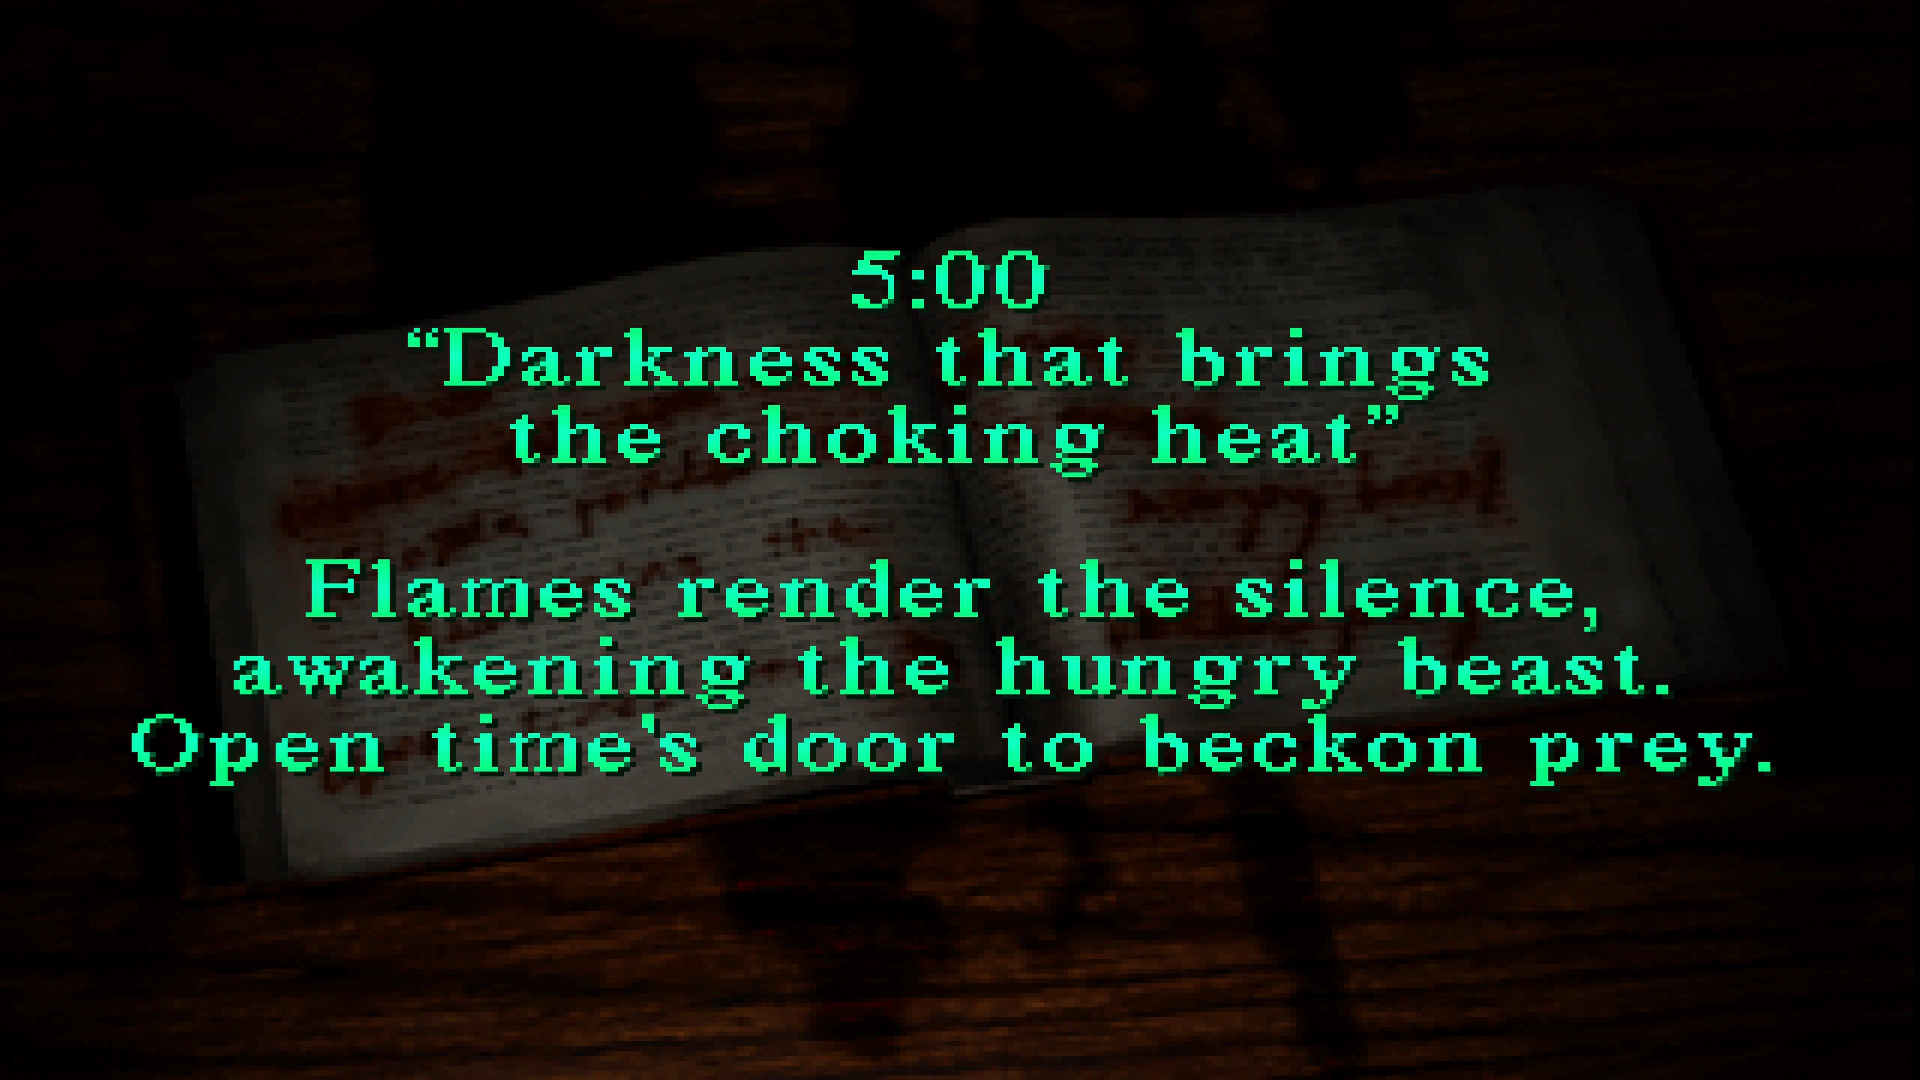 5:00
“Darkness that brings
the choking heat”
Flames render the silence,
awakening the hungry beast.
Open time's door to beckon prey.